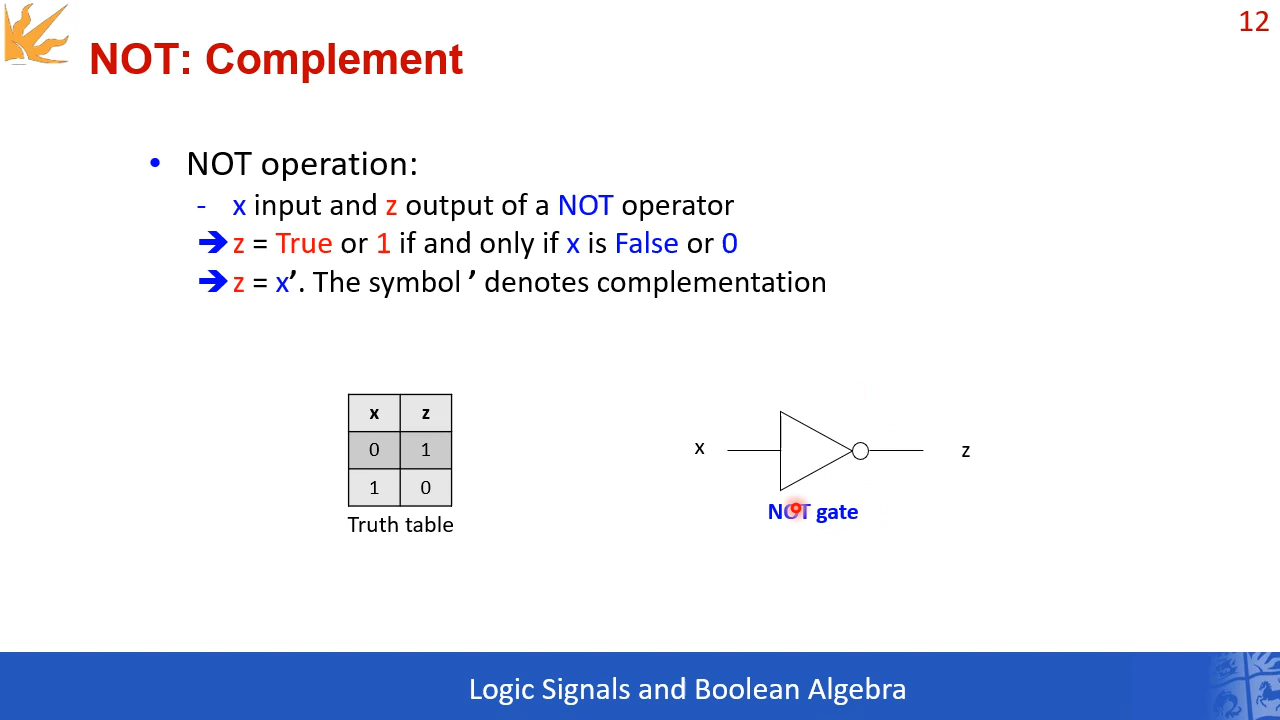 12
NOT: Complement
• NOT operation:
- x input and z output of a NOT operator
➔ z = True or 1 if and only if x is False or 0
➔ z = x’. The symbol ’ denotes complementation
x z
0 1
1 0
Truth table
x z
NOT gate
Logic Signals and Boolean Algebra